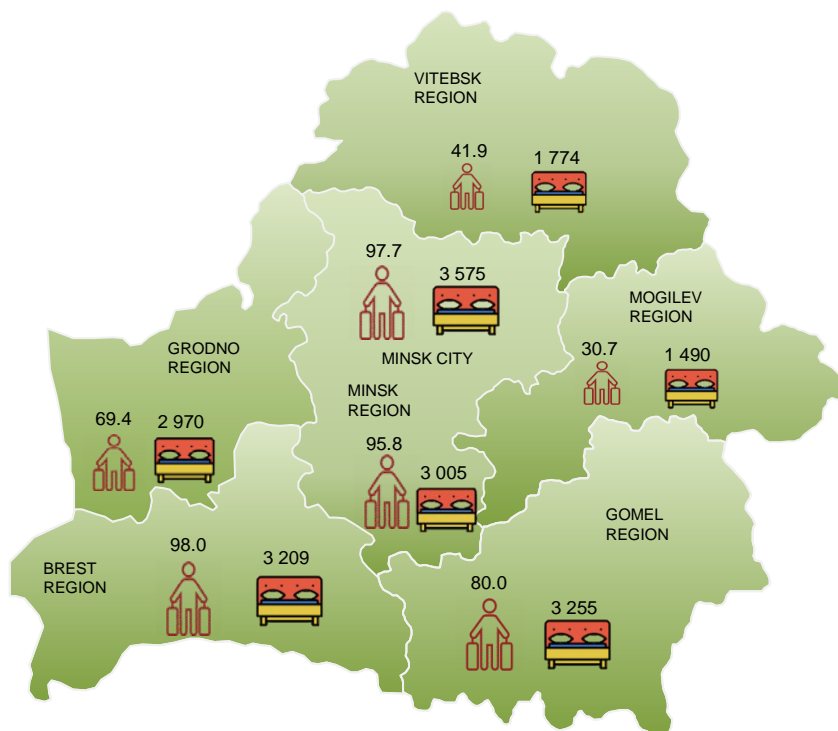 VITEBSK
REGION
41.9
1 774
97.7
3 575
MINSK CITY
MOGILEV
REGION
30.7
1 490
GRODNO
REGION
69.4
2 970
MINSK
REGION
95.8
3 005
GOMEL
REGION
80.0
3 255
BREST
REGION
98.0
3 209